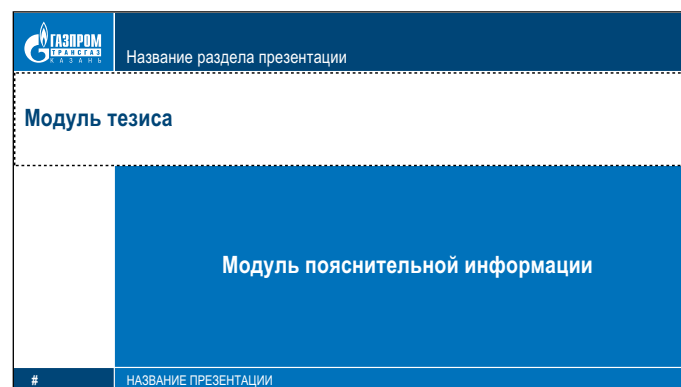 ГАЗПРОМ
ТРАНСГАЗ
КАЗАНЬ
Название раздела презентации
Модуль тезиса
Модуль пояснительной информации
# НАЗВАНИЕ ПРЕЗЕНТАЦИИ